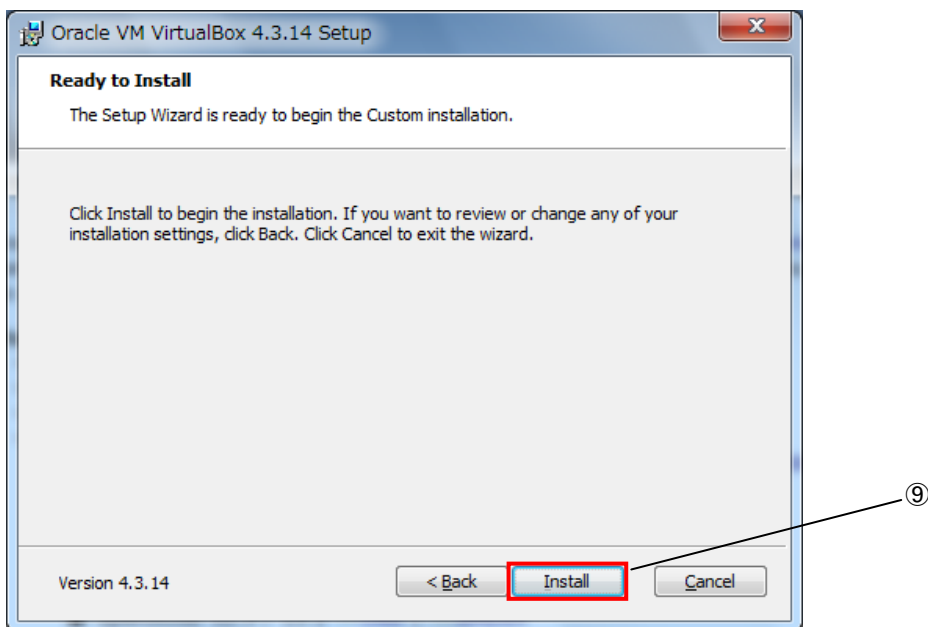 Oracle VM VirtualBox 4.3.14 Setup
Ready to Install
The Setup Wizard is ready to begin the Custom installation.
Click Install to begin the installation. If you want to review or change any of your
installation settings, click Back. Click Cancel to exit the wizard.
⑨
Version 4.3.14 < Back Install Cancel